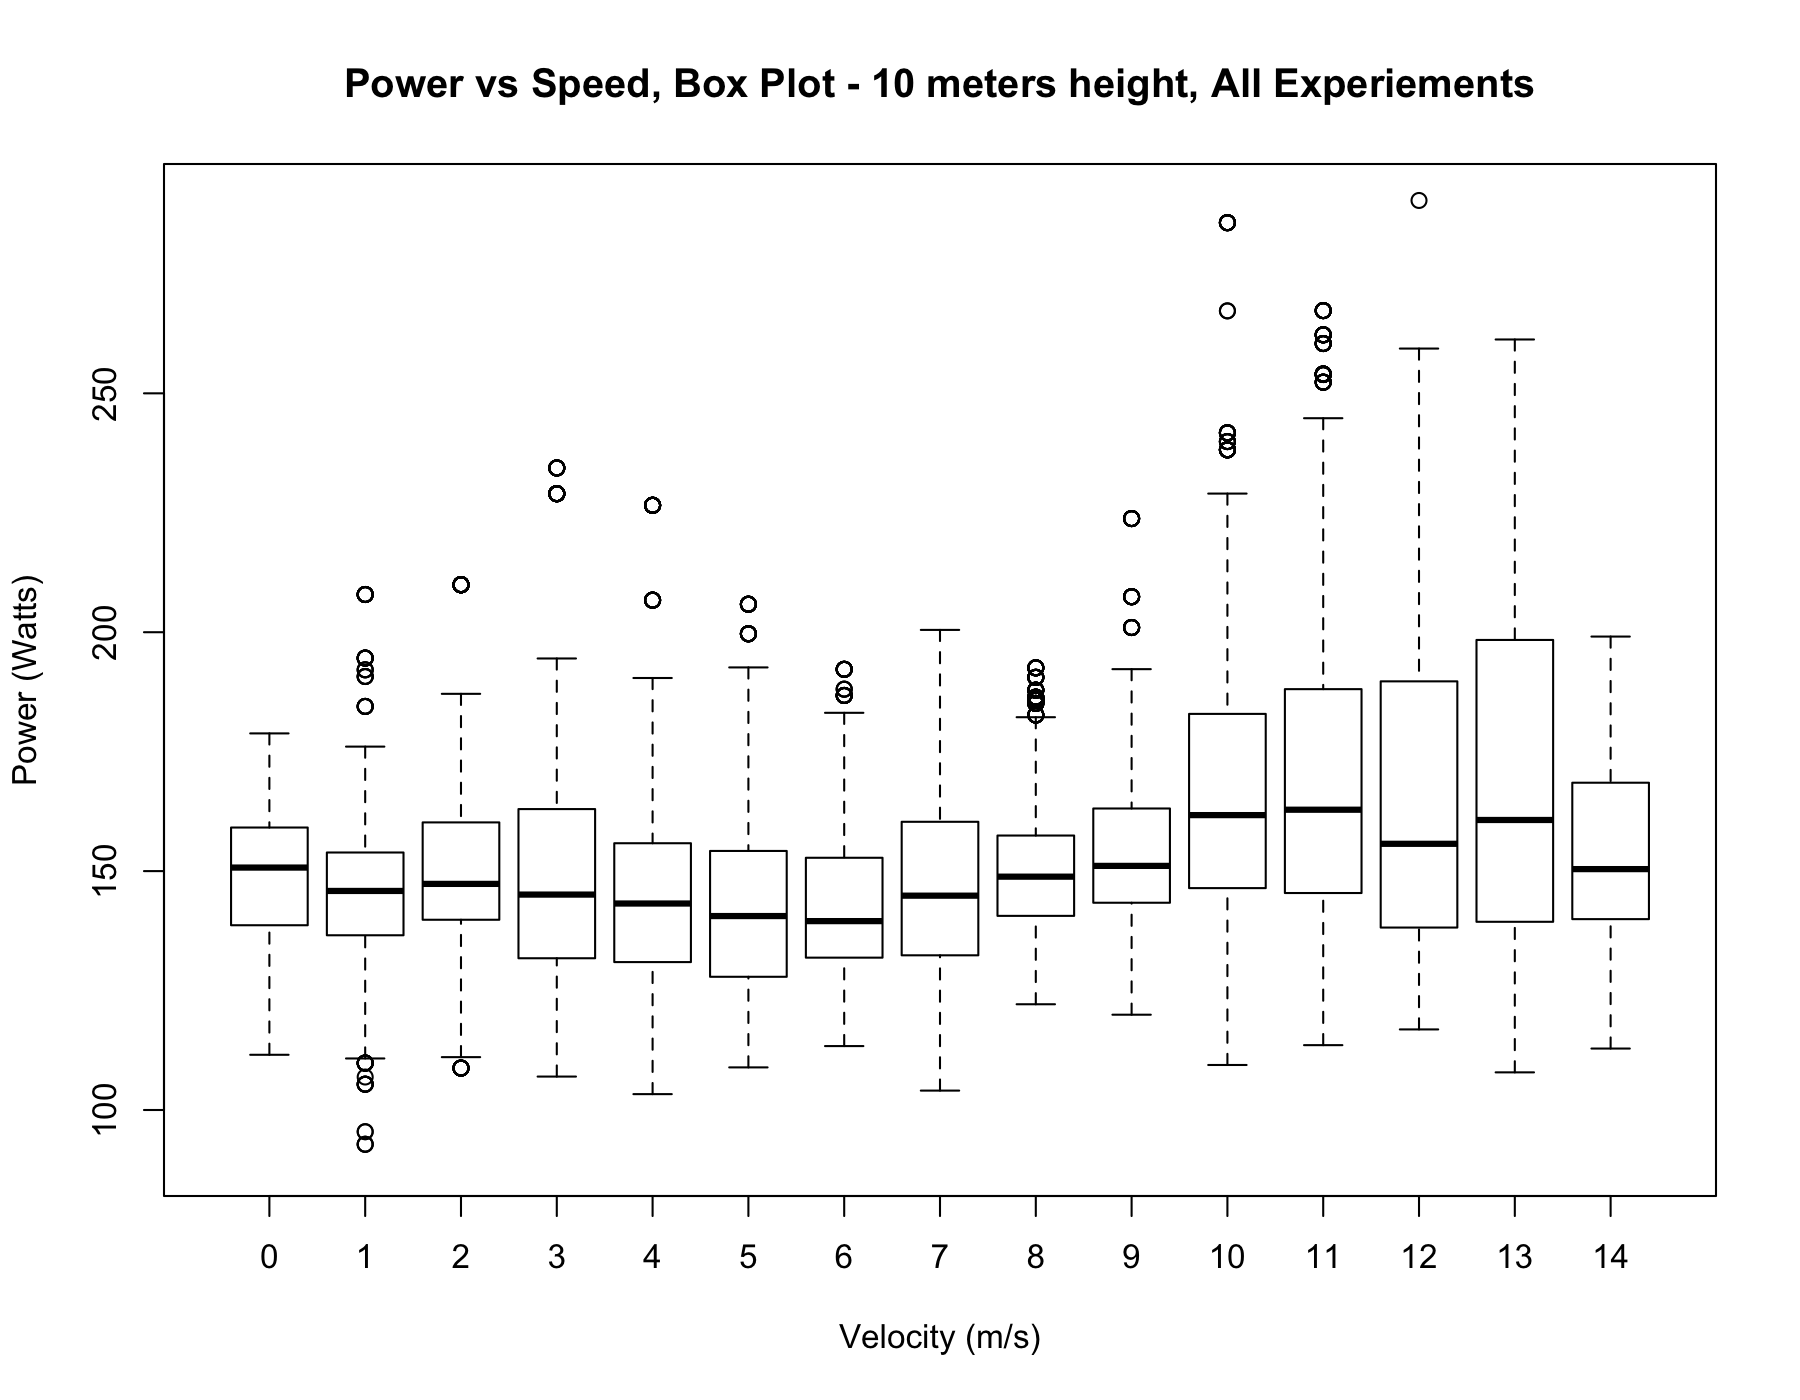 Power vs Speed, Box Plot - 10 meters height, All Experiements
Power (Watts)
250
200
150
100
0 1 2 3 4 5 6 7 8 9 10 11 12 13 14
Velocity (m/s)